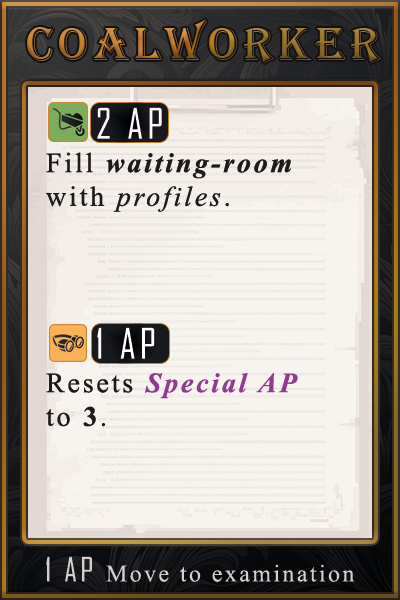 COALWORKER
2 AP
Fill waiting-room
with profiles.
1 AP
Resets Special AP
to 3.
1 AP Move to examination